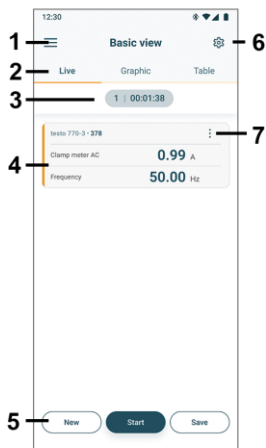 12:30
1 Basic view 6
2 Live Graphic Table
3 1 | 00:01:38
testo 770-3 • 378 7
4 Clamp meter AC 0.99 A
Frequency 50.00 Hz
5 New Start Save